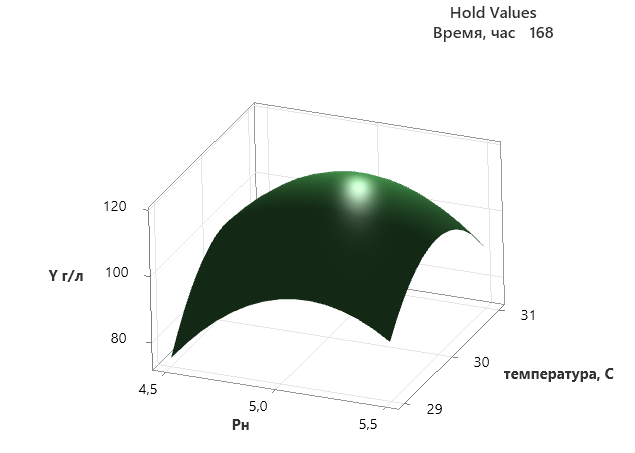 Hold Values
Время, час 168
120
Y г/л
100
80
31
30
температура, С
29
4,5
5,0
5,5
Рн